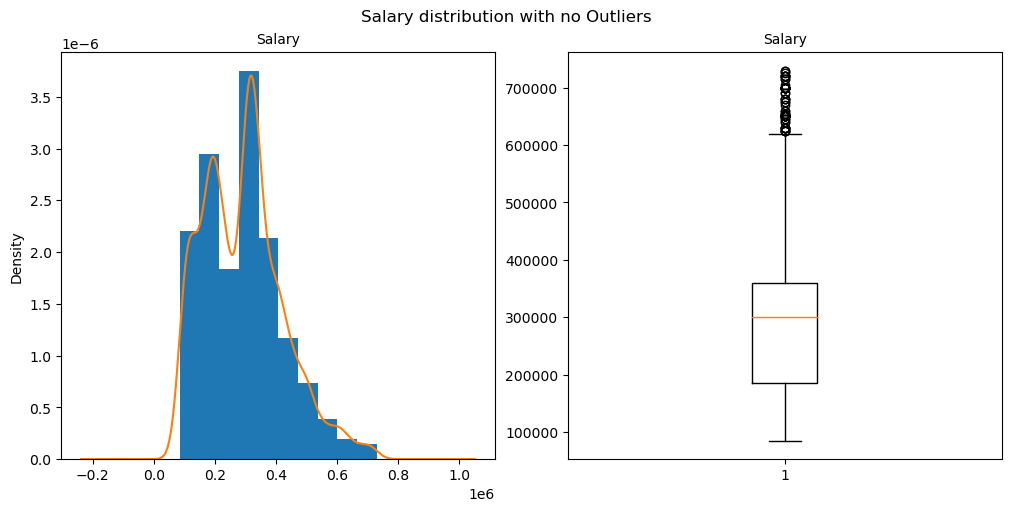 Salary distribution with no Outliers
Salary
1e−6
Density
3.5
3.0
2.5
2.0
1.5
1.0
0.5
0.0
−0.2 0.0 0.2 0.4 0.6 0.8 1.0
1e6
Salary
700000
600000
500000
400000
300000
200000
100000
1